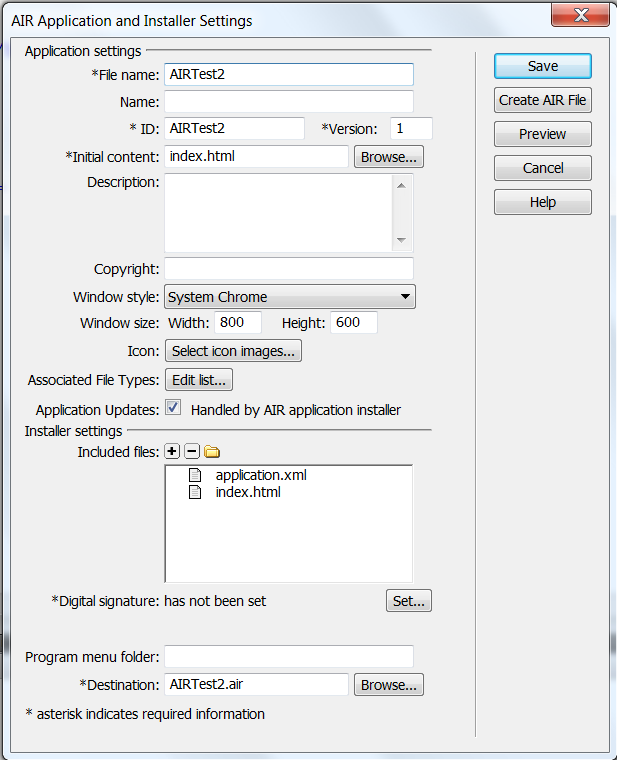 AIR Application and Installer Settings
Application settings
*File name: AIRTest2
Name:
* ID: AIRTest2 *Version: 1
*Initial content: index.html Browse...
Description:
Copyright:
Window style: System Chrome
Window size: Width: 800 Height: 600
Icon: Select icon images...
Associated File Types: Edit list...
Application Updates: Handled by AIR application installer
Installer settings
Included files:
application.xml
index.html
*Digital signature: has not been set Set...
Program menu folder:
*Destination: AIRTest2.air Browse...
* asterisk indicates required information
Save
Create AIR File
Preview
Cancel
Help